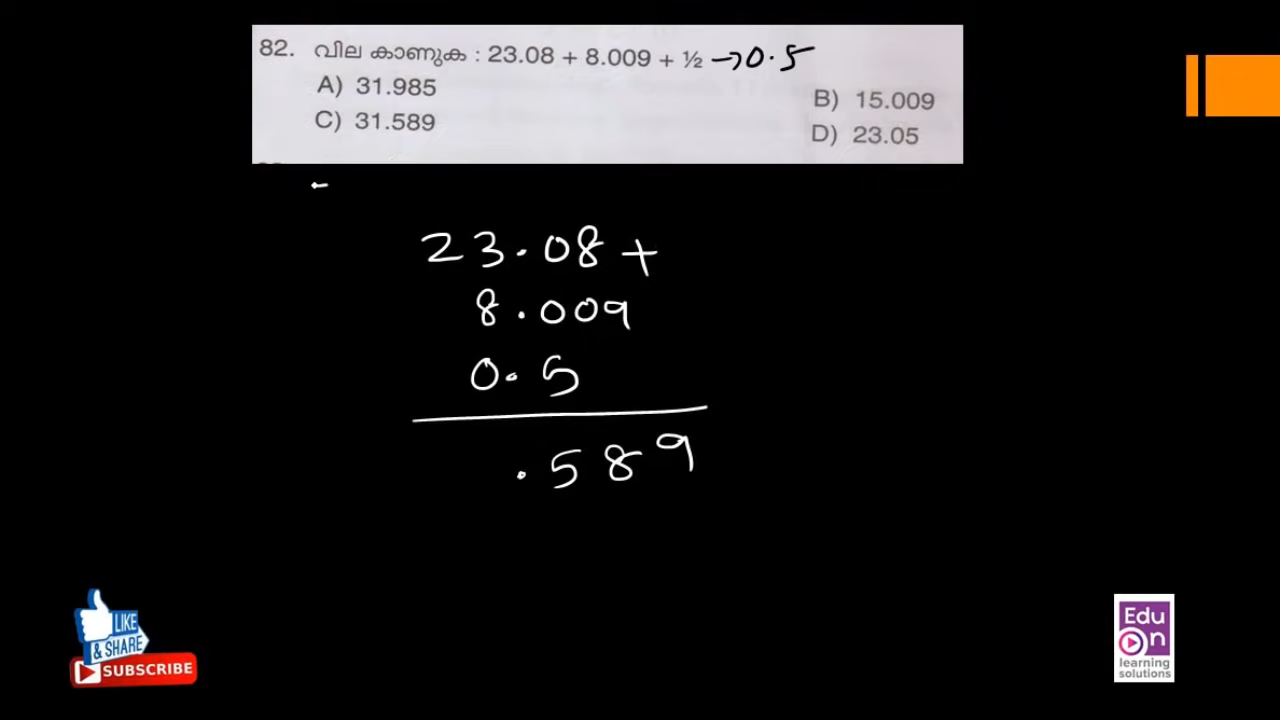 82. വില കാണുക : 23.08 + 8.009 + ½ → 0.5
A) 31.985
B) 15.009
C) 31.589
D) 23.05
23.08 +
8.009
0.5
.589
LIKE
& SHARE
SUBSCRIBE
Edu
On
learning
solutions